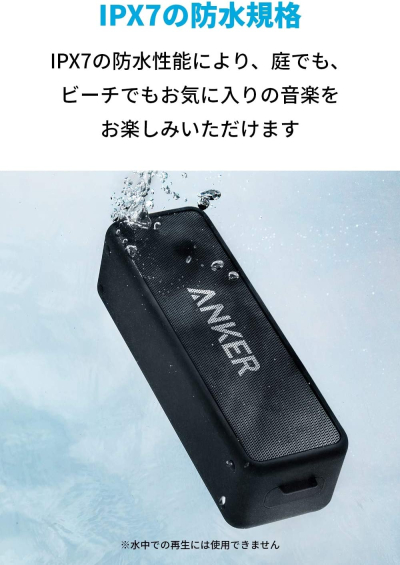 IPX7の防水規格
IPX7の防水性能により、庭でも、
ビーチでもお気に入りの音楽を
お楽しみいただけます
ANKER
※水中での再生には使用できません